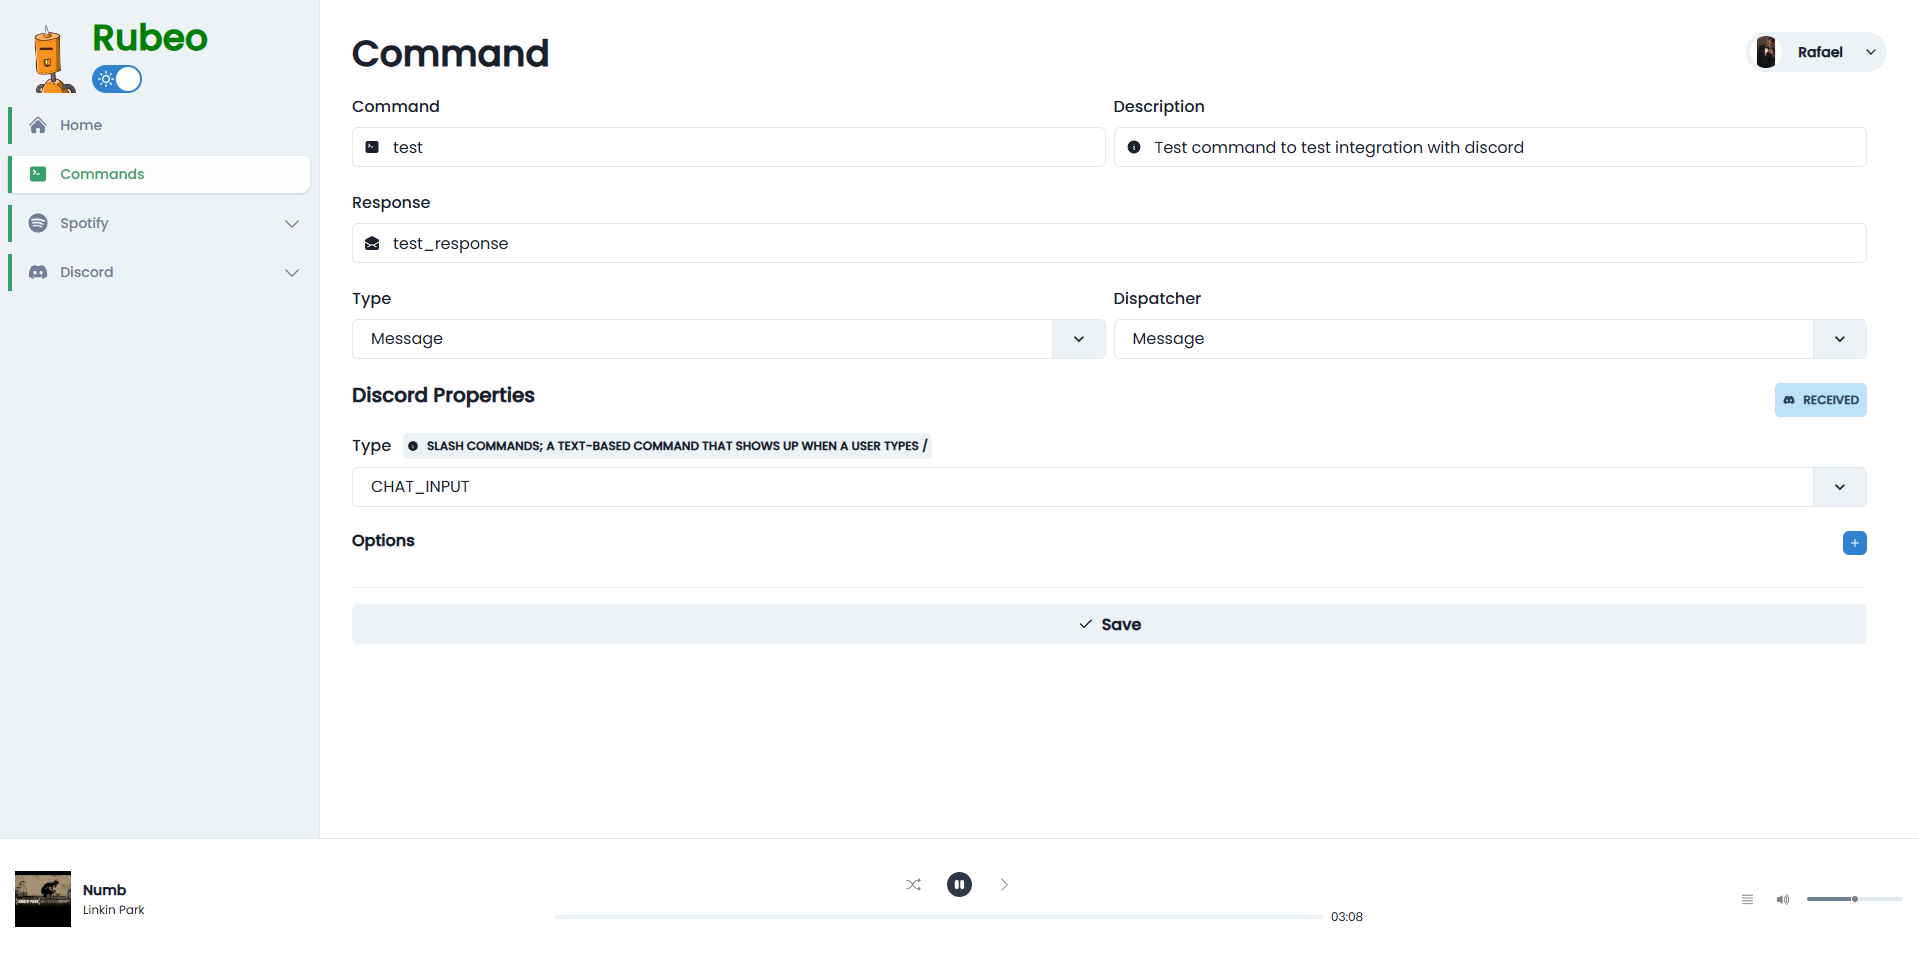 Rubeo
Home
Commands
Spotify
Discord
Command
Rafael
Command
Description
test
Test command to test integration with discord
Response
test_response
Type
Dispatcher
Message
Message
Discord Properties
RECEIVED
Type
SLASH COMMANDS; A TEXT-BASED COMMAND THAT SHOWS UP WHEN A USER TYPES /
CHAT_INPUT
Options
Save
LINKIN PARK
Numb
Linkin Park
03:08